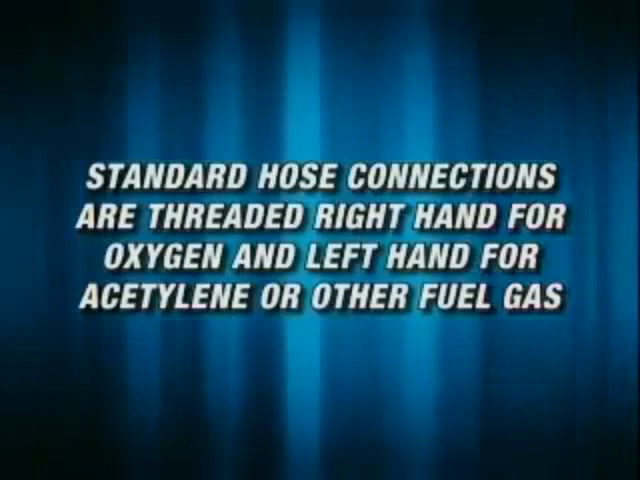 STANDARD HOSE CONNECTIONS
ARE THREADED RIGHT HAND FOR
OXYGEN AND LEFT HAND FOR
ACETYLENE OR OTHER FUEL GAS